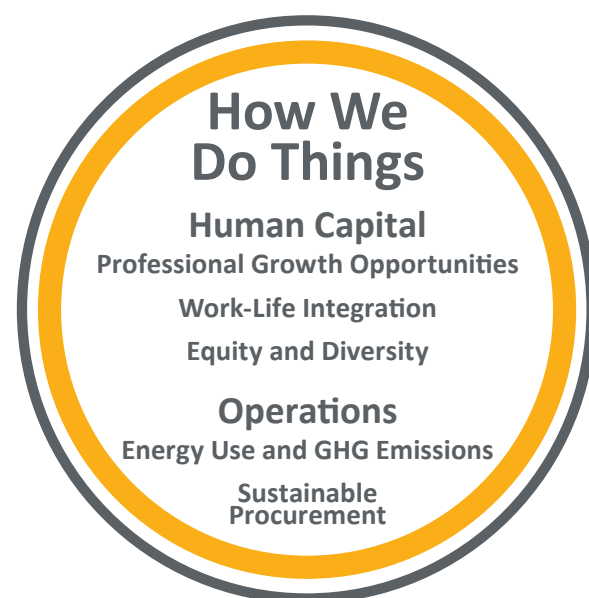 How We
Do Things
Human Capital
Professional Growth Opportunities
Work-Life Integration
Equity and Diversity
Operations
Energy Use and GHG Emissions
Sustainable
Procurement